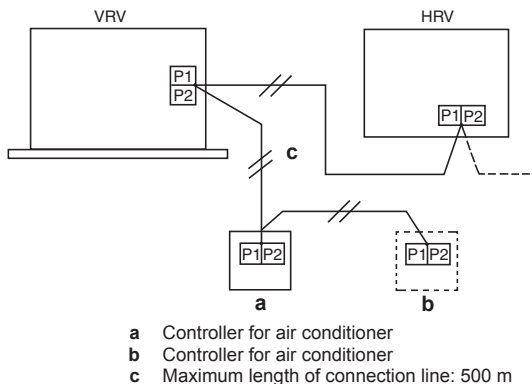 VRV HRV
P1
P2
P1 P2
c
P1 P2 P1 P2
a b
a Controller for air conditioner
b Controller for air conditioner
c Maximum length of connection line: 500 m